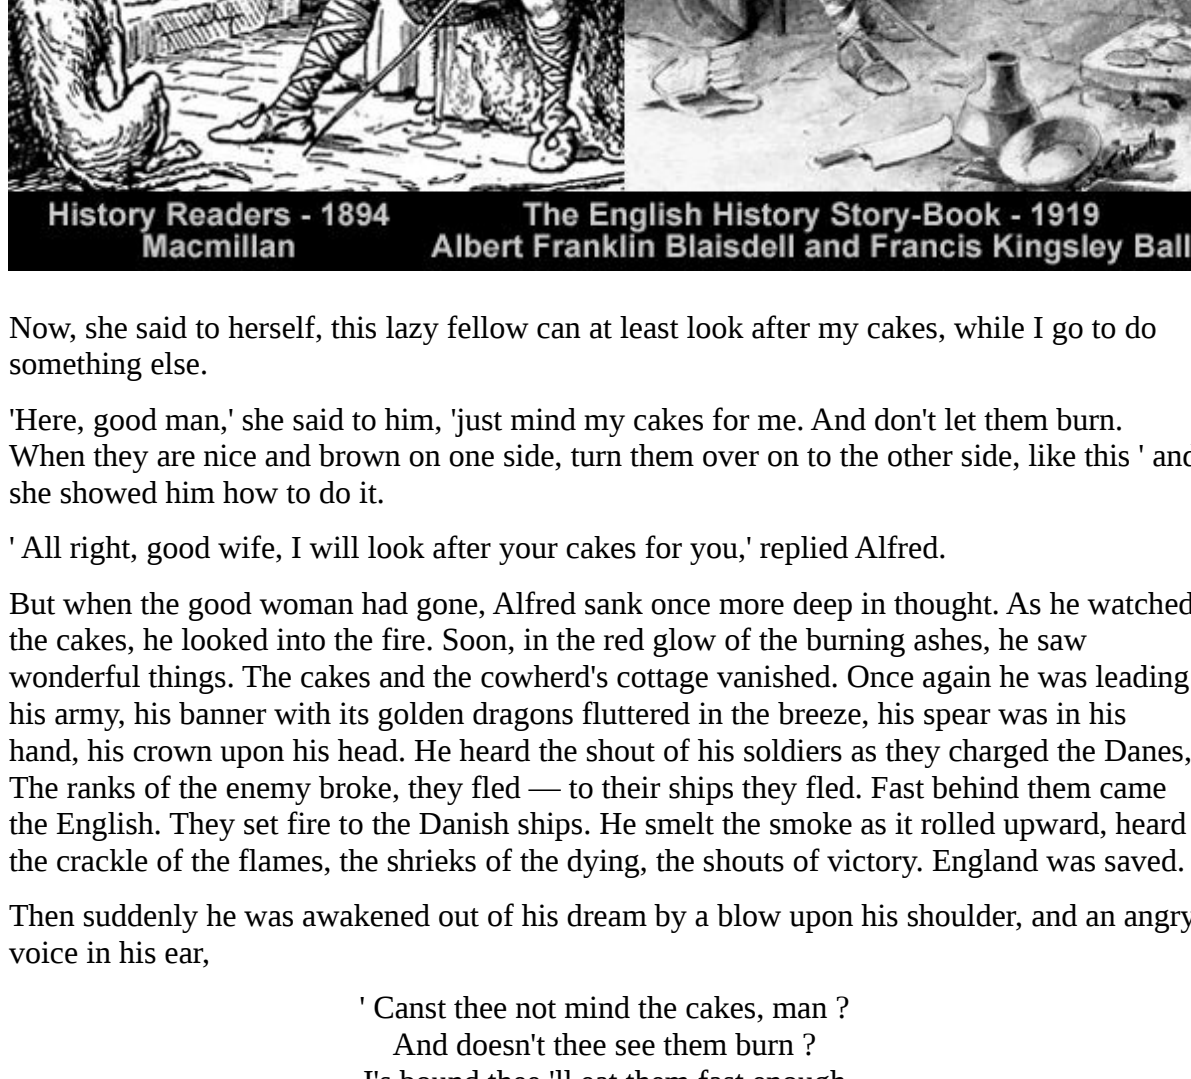 History Readers - 1894
Macmillan
The English History Story-Book - 1919
Albert Franklin Blaisdell and Francis Kingsley Ball
Now, she said to herself, this lazy fellow can at least look after my cakes, while I go to do
something else.
'Here, good man,' she said to him, 'just mind my cakes for me. And don't let them burn.
When they are nice and brown on one side, turn them over on to the other side, like this ' and
she showed him how to do it.
' All right, good wife, I will look after your cakes for you,' replied Alfred.
But when the good woman had gone, Alfred sank once more deep in thought. As he watched
the cakes, he looked into the fire. Soon, in the red glow of the burning ashes, he saw
wonderful things. The cakes and the cowherd's cottage vanished. Once again he was leading
his army, his banner with its golden dragons fluttered in the breeze, his spear was in his
hand, his crown upon his head. He heard the shout of his soldiers as they charged the Danes,
The ranks of the enemy broke, they fled — to their ships they fled. Fast behind them came
the English. They set fire to the Danish ships. He smelt the smoke as it rolled upward, heard
the crackle of the flames, the shrieks of the dying, the shouts of victory. England was saved.
Then suddenly he was awakened out of his dream by a blow upon his shoulder, and an angry
voice in his ear,
' Canst thee not mind the cakes, man ?
And doesn't thee see them burn ?
I's bound thee 'll eat them fast enough